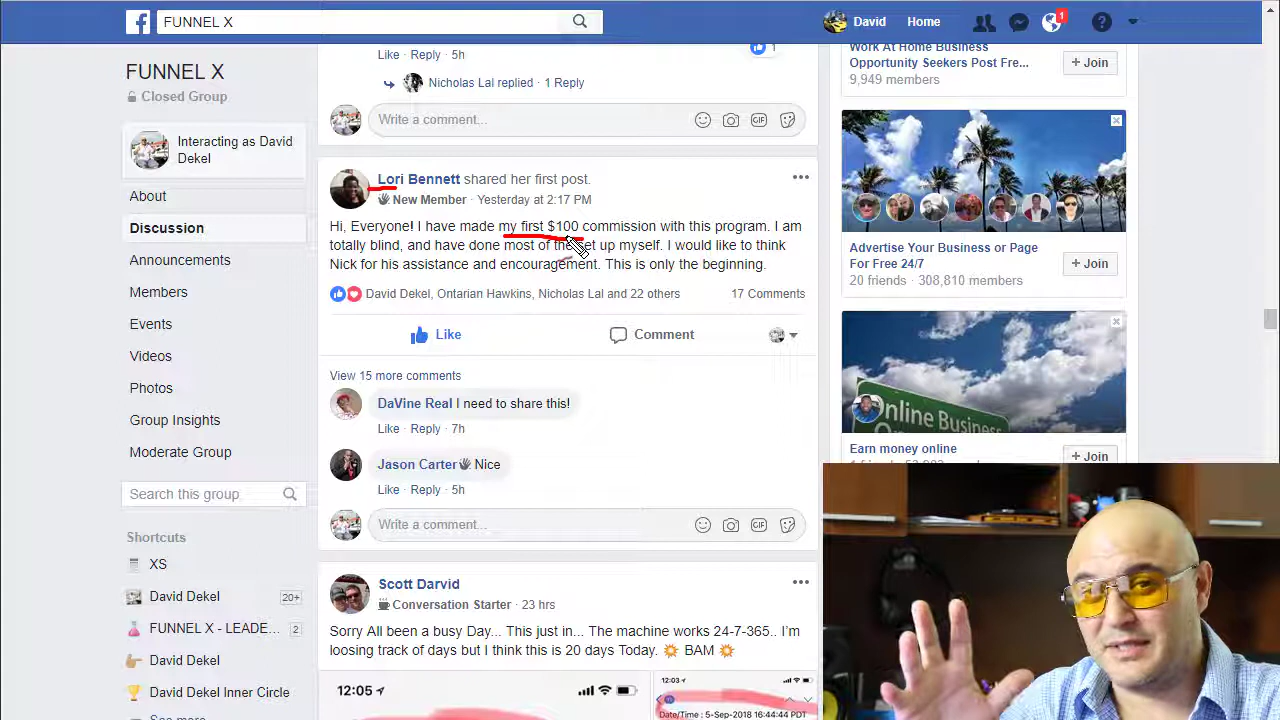 FUNNEL X
David
Home
1
FUNNEL X
Closed Group
Interacting as David
Dekel
About
Discussion
Announcements
Members
Events
Videos
Photos
Group Insights
Moderate Group
Search this group
Shortcuts
XS
David Dekel
20+
FUNNEL X - LEADE...
2
David Dekel
David Dekel Inner Circle
Like · Reply · 5h
1
Nicholas Lal replied · 1 Reply
Write a comment...
Lori Bennett shared her first post.
New Member · Yesterday at 2:17 PM
Hi, Everyone! I have made my first $100 commission with this program. I am
totally blind, and have done most of the set up myself. I would like to think
Nick for his assistance and encouragement. This is only the beginning.
David Dekel, Ontarian Hawkins, Nicholas Lal and 22 others
17 Comments
Like
Comment
View 15 more comments
DaVine Real I need to share this!
Like · Reply · 7h
Jason Carter Nice
Like · Reply · 5h
Write a comment...
Scott Darvid
Conversation Starter · 23 hrs
Sorry All been a busy Day... This just in... The machine works 24-7-365.. I'm
loosing track of days but I think this is 20 days Today. BAM
12:05
12:03
Date/Time : 5-Sep-2018 16:44:44 PDT
Work At Home Business
Opportunity Seekers Post Fre...
9,949 members
+ Join
Advertise Your Business or Page
For Free 24/7
20 friends · 308,810 members
+ Join
Online Business
Earn money online
+ Join